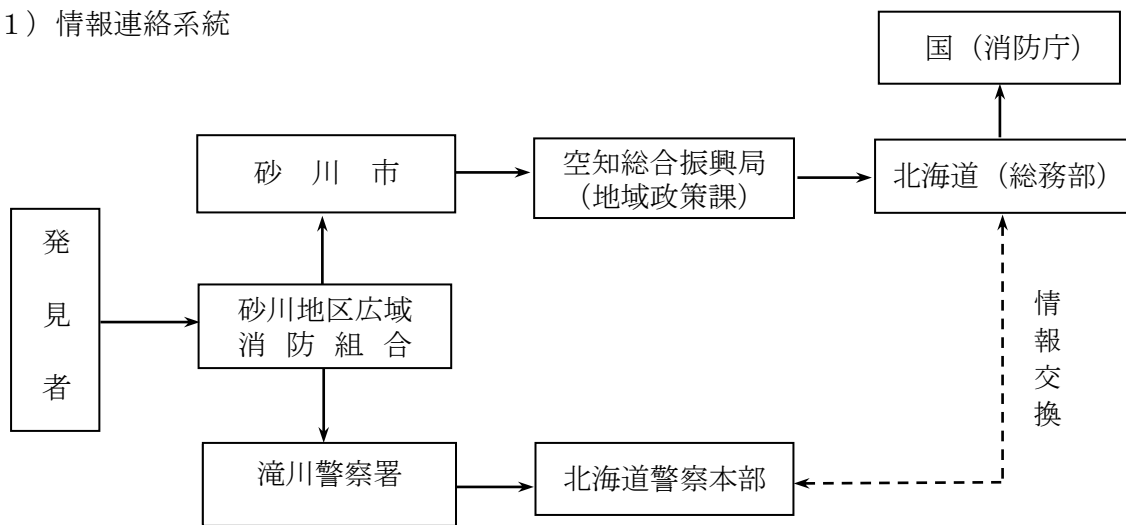 １）情報連絡系統
国（消防庁）
砂川市
空知総合振興局
（地域政策課）
北海道（総務部）
発見者
砂川地区広域
消防組合
情報交換
滝川警察署
北海道警察本部